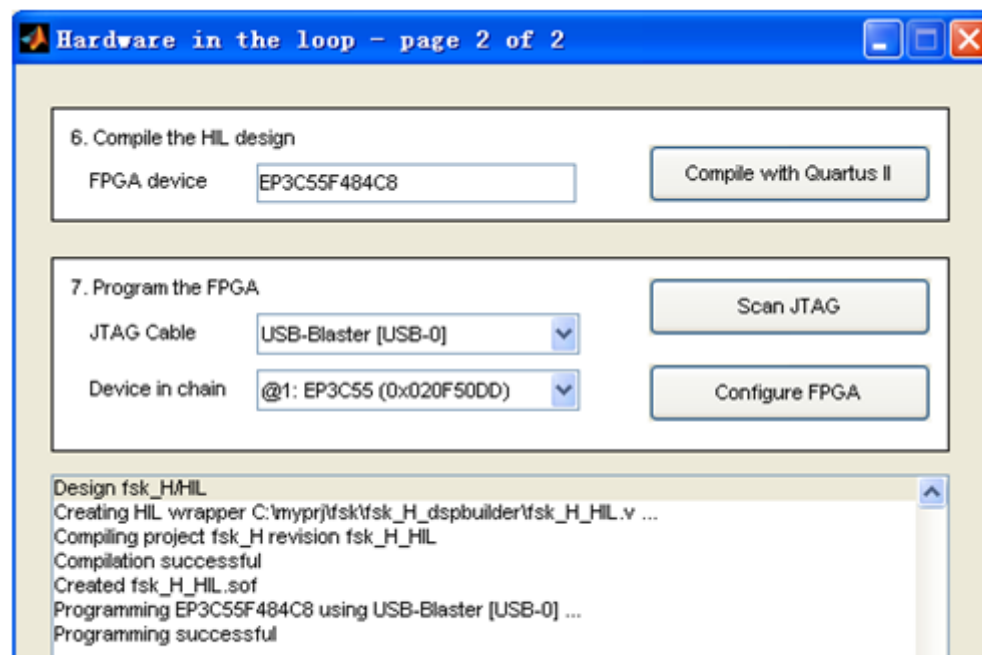 Hardware in the loop - page 2 of 2
6. Compile the HIL design
FPGA device
EP3C55F484C8
Compile with Quartus II
7. Program the FPGA
Scan JTAG
JTAG Cable
USB-Blaster [USB-0]
Device in chain
@1: EP3C55 (0x020F50DD)
Configure FPGA
Design fsk_H/HIL
Creating HIL wrapper C:\myprj\fsk\fsk_H_dspbuilder\fsk_H_HIL.v ...
Compiling project fsk_H revision fsk_H_HIL
Compilation successful
Created fsk_H_HIL.sof
Programming EP3C55F484C8 using USB-Blaster [USB-0] ...
Programming successful